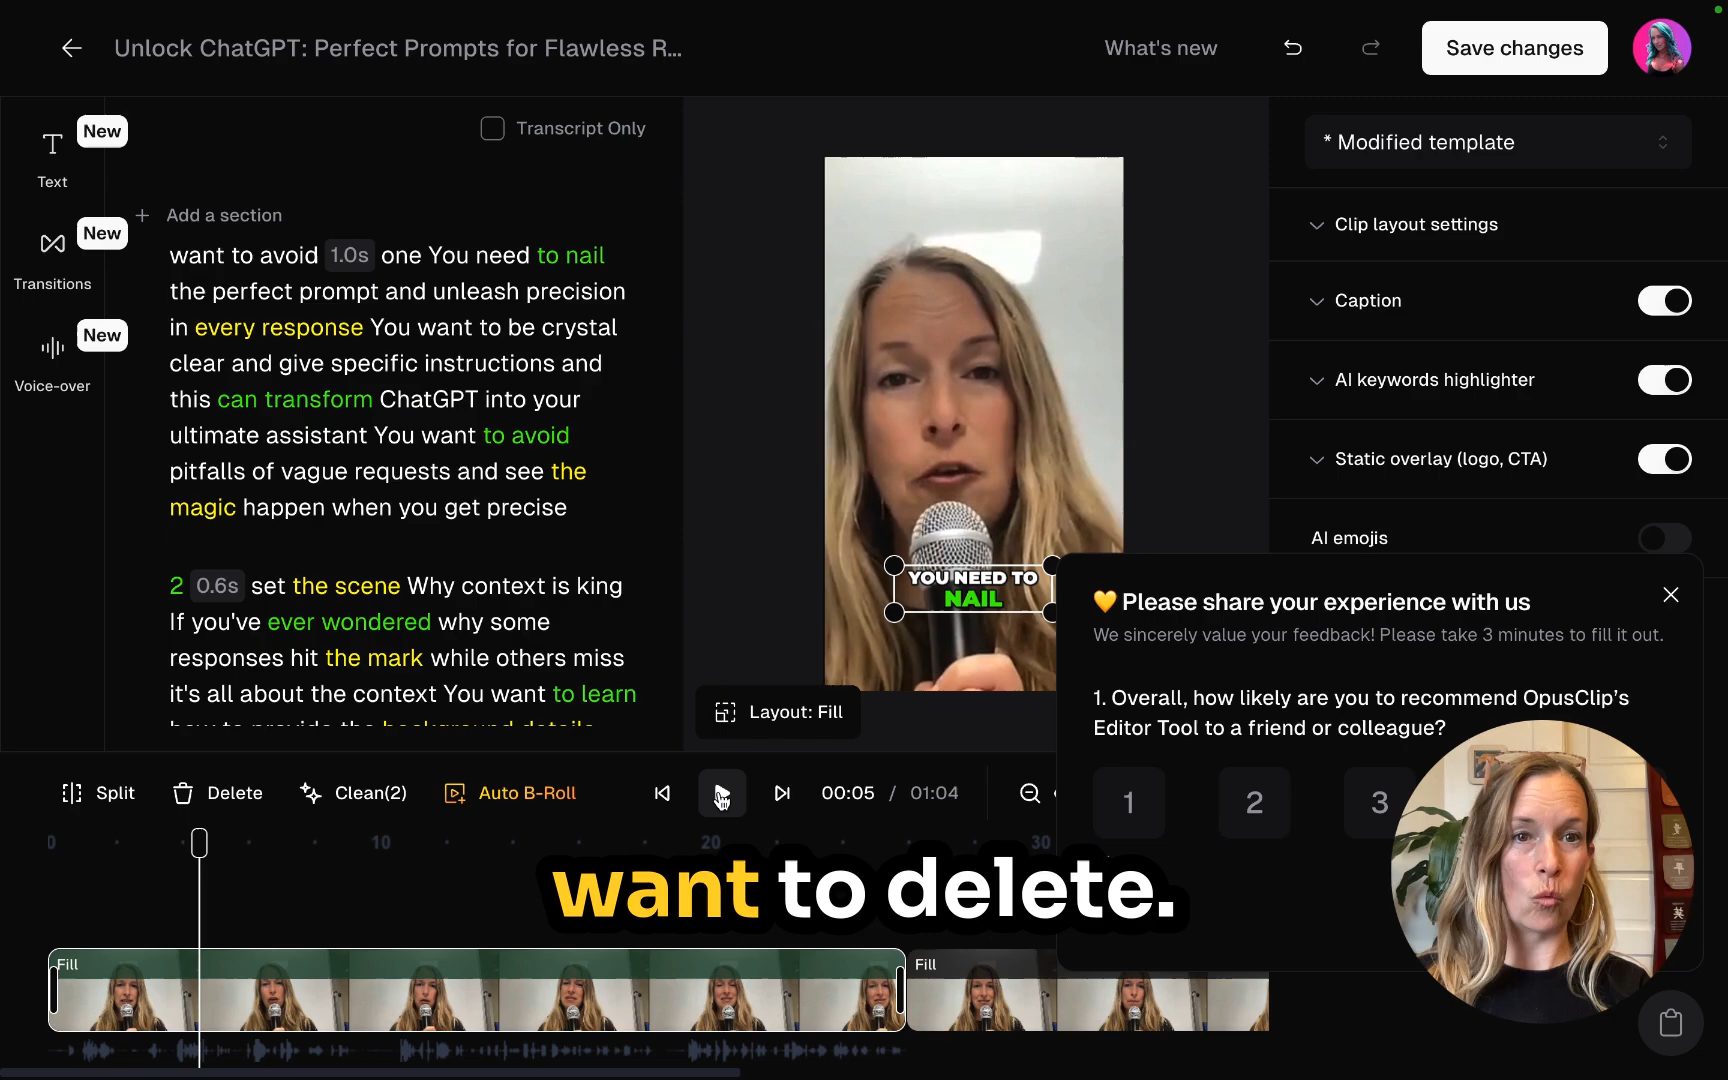 Unlock ChatGPT: Perfect Prompts for Flawless R...
What's new
Save changes
New
Text
New
Transitions
New
Voice-over
Transcript Only
+ Add a section
want to avoid 1.0s one You need to nail
the perfect prompt and unleash precision
in every response You want to be crystal
clear and give specific instructions and
this can transform ChatGPT into your
ultimate assistant You want to avoid
pitfalls of vague requests and see the
magic happen when you get precise
2 0.6s set the scene Why context is king
If you've ever wondered why some
responses hit the mark while others miss
it's all about the context You want to learn
how to provide the background details
YOU NEED TO
NAIL
Layout: Fill
* Modified template
Clip layout settings
Caption
AI keywords highlighter
Static overlay (logo, CTA)
AI emojis
💛 Please share your experience with us
We sincerely value your feedback! Please take 3 minutes to fill it out.
1. Overall, how likely are you to recommend OpusClip's
Editor Tool to a friend or colleague?
1 2 3
Split
Delete
Clean(2)
Auto B-Roll
00:05 / 01:04
0 10 20 30
want to delete.
Fill
Fill